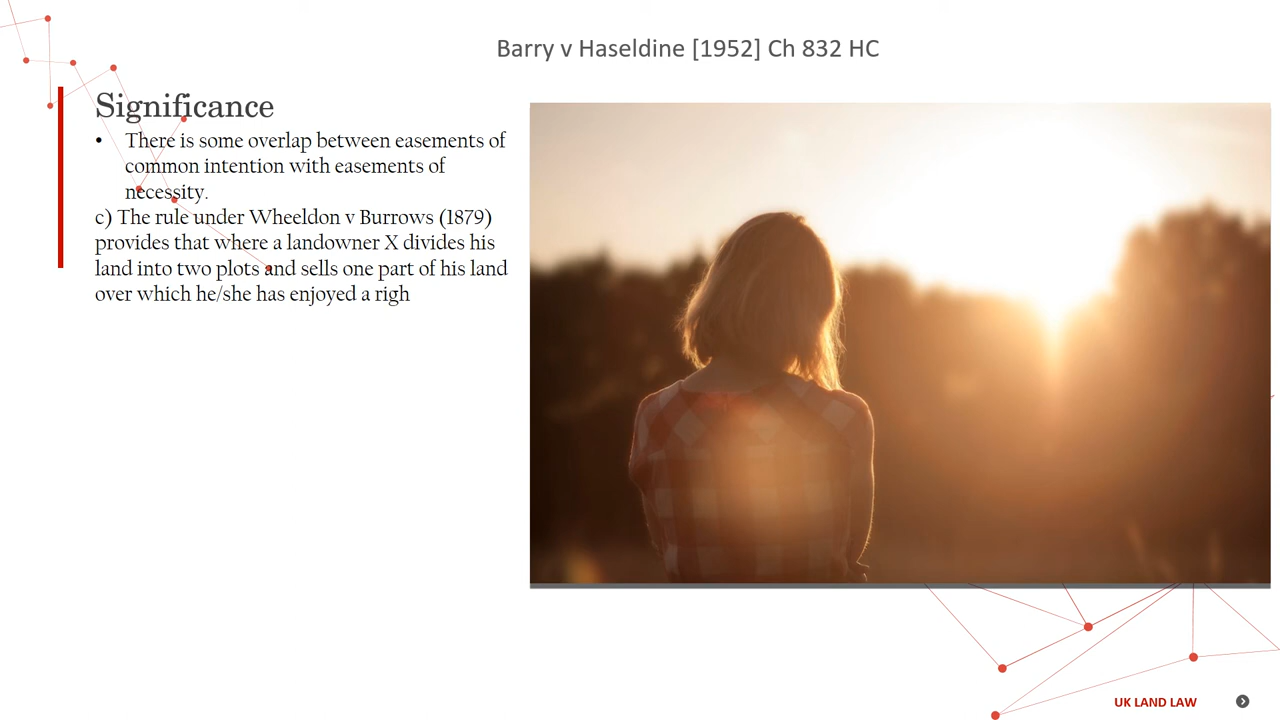 Barry v Haseldine [1952] Ch 832 HC
Significance
• There is some overlap between easements of
common intention with easements of
necessity.
c) The rule under Wheeldon v Burrows (1879)
provides that where a landowner X divides his
land into two plots and sells one part of his land
over which he/she has enjoyed a righ
UK LAND LAW